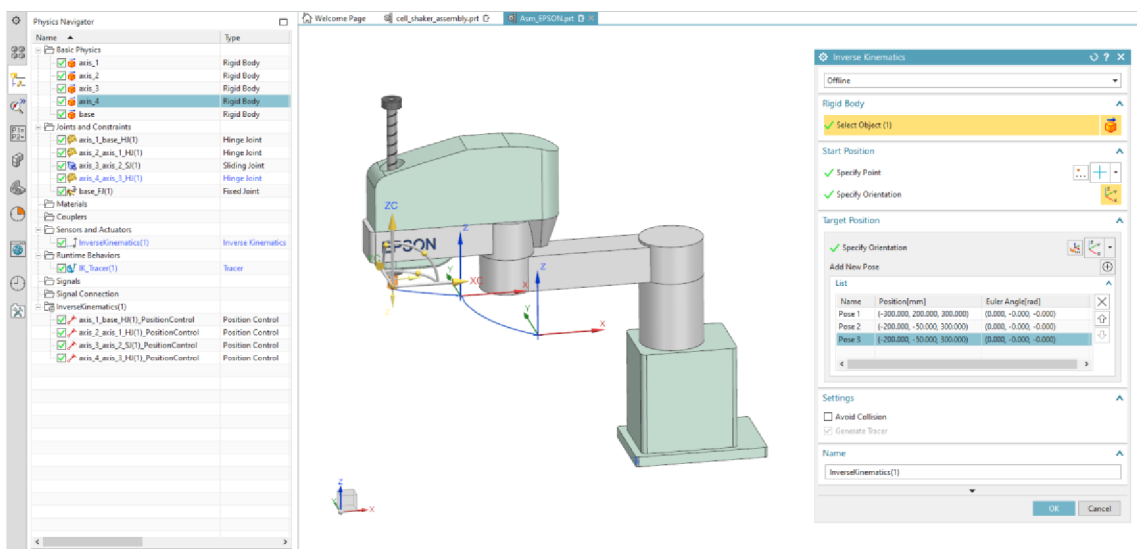 Physics Navigator
Name Type
Basic Physics
axis_1 Rigid Body
axis_2 Rigid Body
axis_3 Rigid Body
axis_4 Rigid Body
base Rigid Body
Joints and Constraints
axis_1_base_HJ(1) Hinge Joint
axis_2_axis_1_HJ(1) Hinge Joint
axis_3_axis_2_SJ(1) Sliding Joint
axis_4_axis_3_HJ(1) Hinge Joint
base_FJ(1) Fixed Joint
Materials
Couplers
Sensors and Actuators
InverseKinematics(1) Inverse Kinematics
Runtime Behaviors
IK_Tracer(1) Tracer
Signals
Signal Connection
InverseKinematics(1)
axis_1_base_HJ(1)_PositionControl Position Control
axis_2_axis_1_HJ(1)_PositionControl Position Control
axis_3_axis_2_SJ(1)_PositionControl Position Control
axis_4_axis_3_HJ(1)_PositionControl Position Control
Welcome Page cell_shaker_assembly.prt Asm_EPSON.prt
ZC
Z
EPSON
Z
Y
XC
X
Y
X
Z
Y
X
Inverse Kinematics
Offline
Rigid Body
Select Object (1)
Start Position
Specify Point
Specify Orientation
Target Position
Specify Orientation
Add New Pose
List
Name Position[mm] Euler Angle[rad]
Pose 1 (-300.000, 200.000, 300.000) (0.000, -0.000, -0.000)
Pose 2 (-200.000, -50.000, 300.000) (0.000, -0.000, -0.000)
Pose 3 (-200.000, -50.000, 300.000) (0.000, -0.000, -0.000)
Settings
Avoid Collision
Generate Tracer
Name
InverseKinematics(1)
OK Cancel